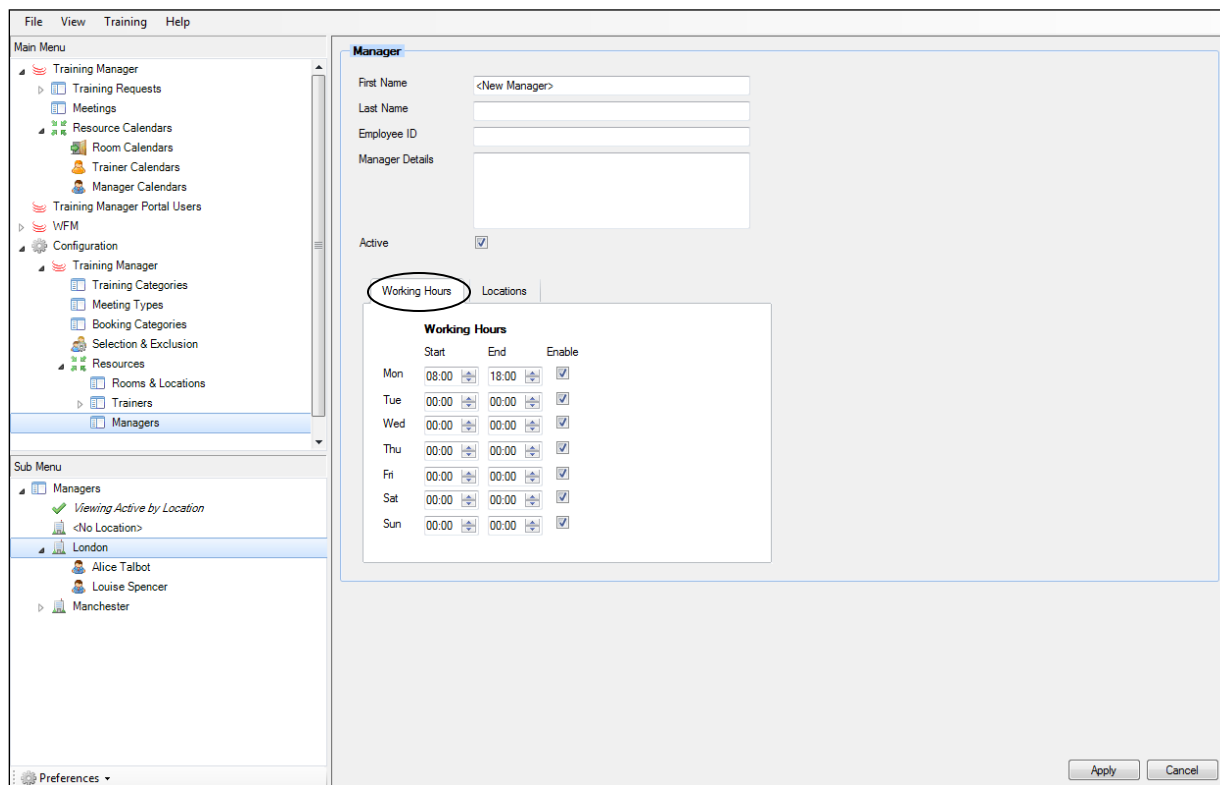 File View Training Help
Main Menu
Training Manager
Training Requests
Meetings
Resource Calendars
Room Calendars
Trainer Calendars
Manager Calendars
Training Manager Portal Users
WFM
Configuration
Training Manager
Training Categories
Meeting Types
Booking Categories
Selection & Exclusion
Resources
Rooms & Locations
Trainers
Managers
Sub Menu
Managers
Viewing Active by Location
<No Location>
London
Alice Talbot
Louise Spencer
Manchester
Preferences
Manager
First Name <New Manager>
Last Name
Employee ID
Manager Details
Active
Working Hours Locations
Working Hours
Start End Enable
Mon 08:00 18:00
Tue 00:00 00:00
Wed 00:00 00:00
Thu 00:00 00:00
Fri 00:00 00:00
Sat 00:00 00:00
Sun 00:00 00:00
Apply Cancel